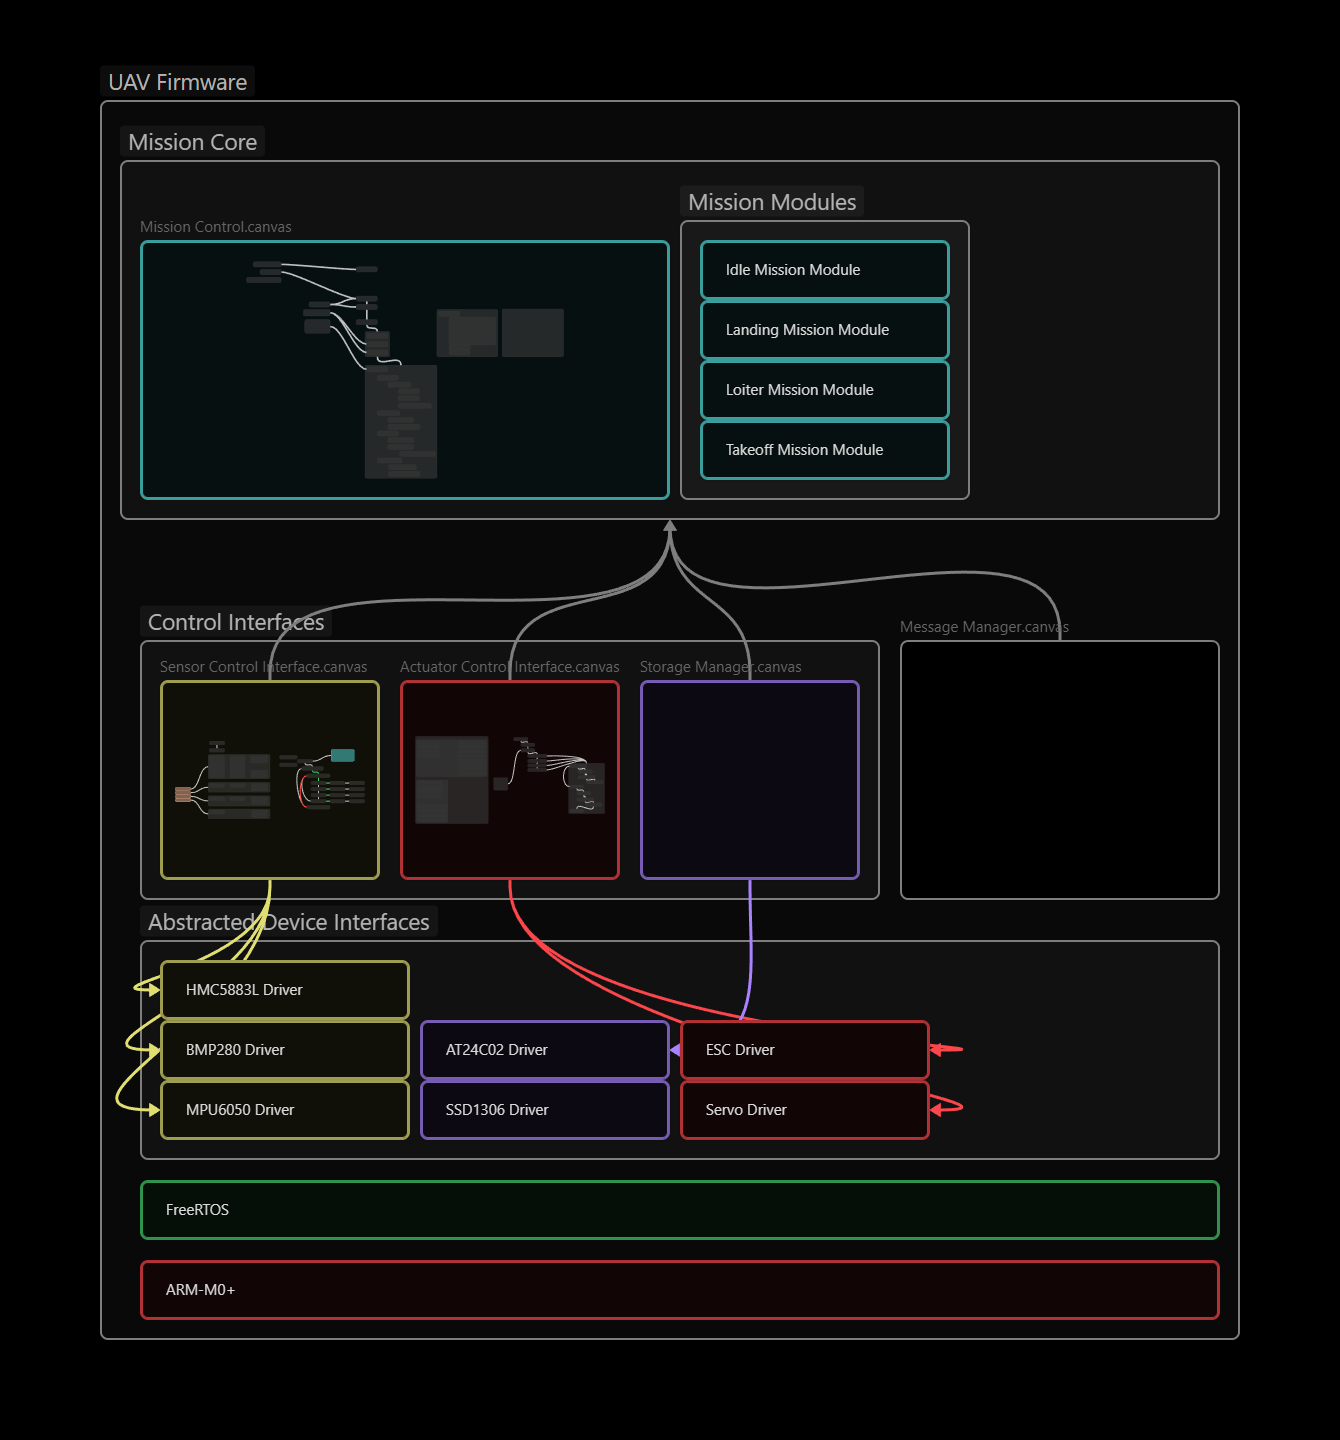 UAV Firmware
Mission Core
Mission Control.canvas
Mission Modules
Idle Mission Module
Landing Mission Module
Loiter Mission Module
Takeoff Mission Module
Control Interfaces
Message Manager.canvas
Sensor Control Interface.canvas
Actuator Control Interface.canvas
Storage Manager.canvas
Abstracted Device Interfaces
HMC5883L Driver
BMP280 Driver
AT24C02 Driver
ESC Driver
MPU6050 Driver
SSD1306 Driver
Servo Driver
FreeRTOS
ARM-M0+